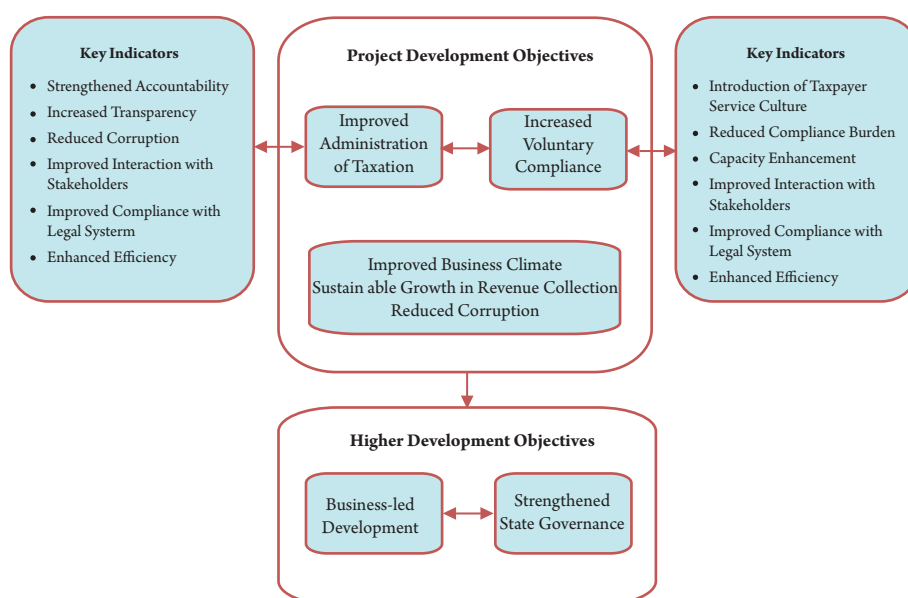 Key Indicators
• Strengthened Accountability
• Increased Transparency
• Reduced Corruption
• Improved Interaction with
Stakeholders
• Improved Compliance with
Legal Systerm
• Enhanced Efficiency
Project Development Objectives
Improved
Administration
of Taxation
Increased
Voluntary
Compliance
Improved Business Climate
Sustain able Growth in Revenue Collection
Reduced Corruption
Key Indicators
• Introduction of Taxpayer
Service Culture
• Reduced Compliance Burden
• Capacity Enhancement
• Improved Interaction with
Stakeholders
• Improved Compliance with
Legal System
• Enhanced Efficiency
Higher Development Objectives
Business-led
Development
Strengthened
State Governance